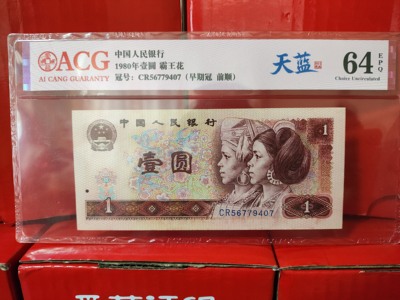 ACG
AI CANG GUARANTY
中国人民银行
1980年壹圆 霸王花
冠号：CR56779407（早期冠 前顺）
天蓝
64 EPQ
Choice Uncirculated
中国人民银行
1
壹圆
CR56779407
1
1